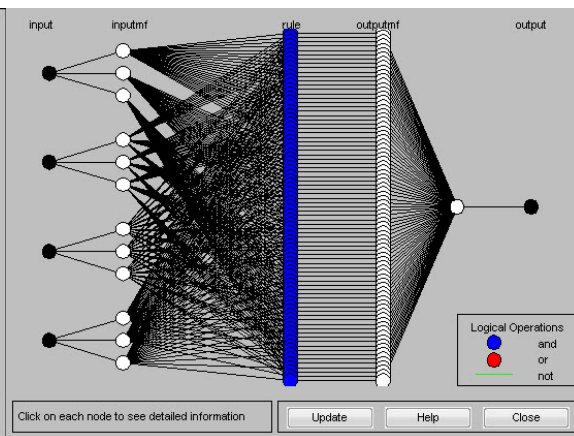 input inputmf rule outputmf output
Logical Operations
and
or
not
Click on each node to see detailed information
Update Help Close